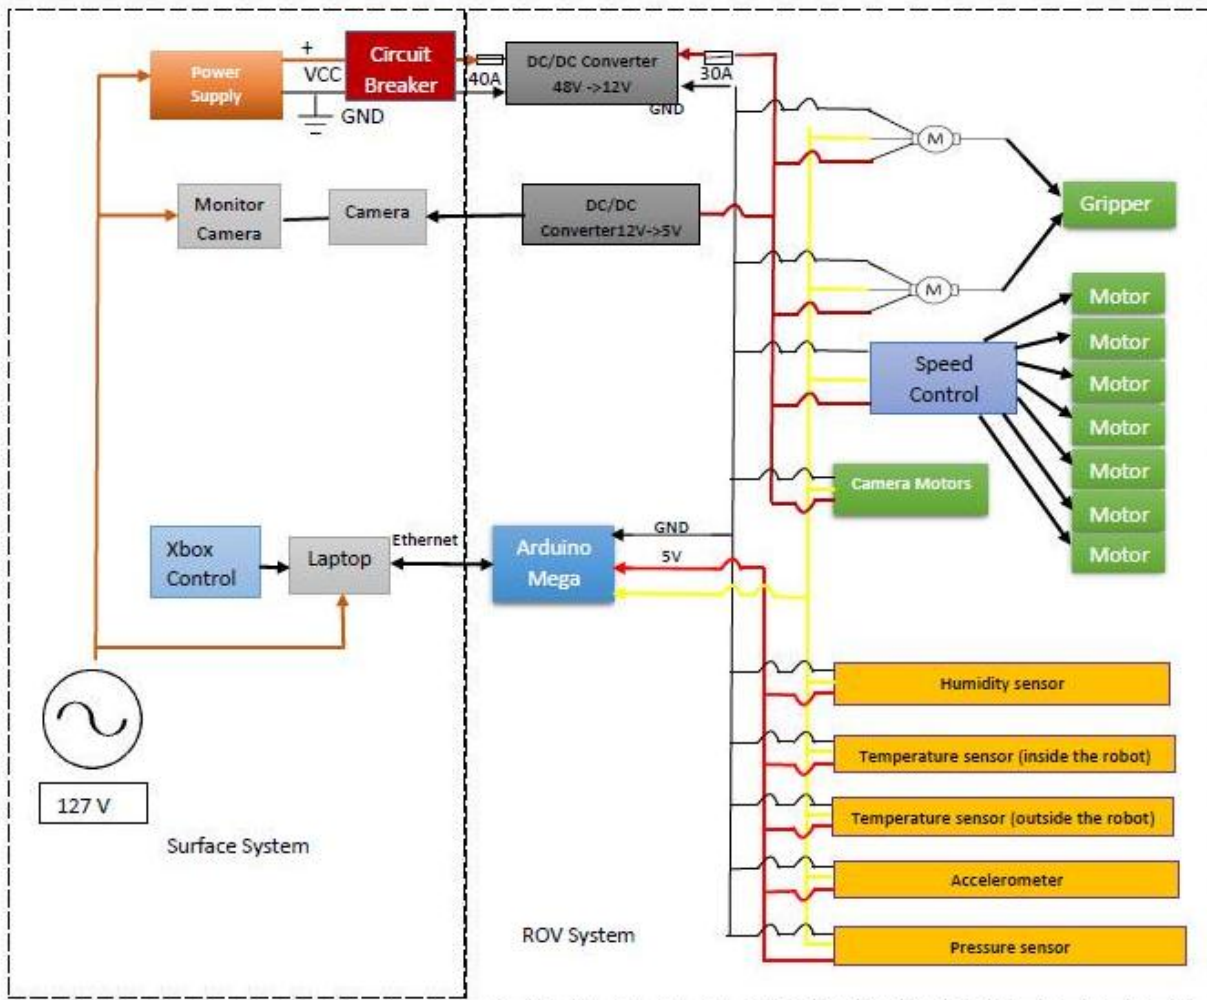 Power
Supply
+
VCC
GND
Circuit
Breaker
40A
DC/DC Converter
48V ->12V
30A
GND
M
Gripper
Monitor
Camera
Camera
DC/DC
Converter12V->5V
M
Motor
Motor
Motor
Motor
Motor
Motor
Motor
Speed
Control
Camera Motors
Xbox
Control
Laptop
Ethernet
Arduino
Mega
GND
5V
Humidity sensor
Temperature sensor (inside the robot)
Temperature sensor (outside the robot)
Accelerometer
Pressure sensor
127 V
Surface System
ROV System